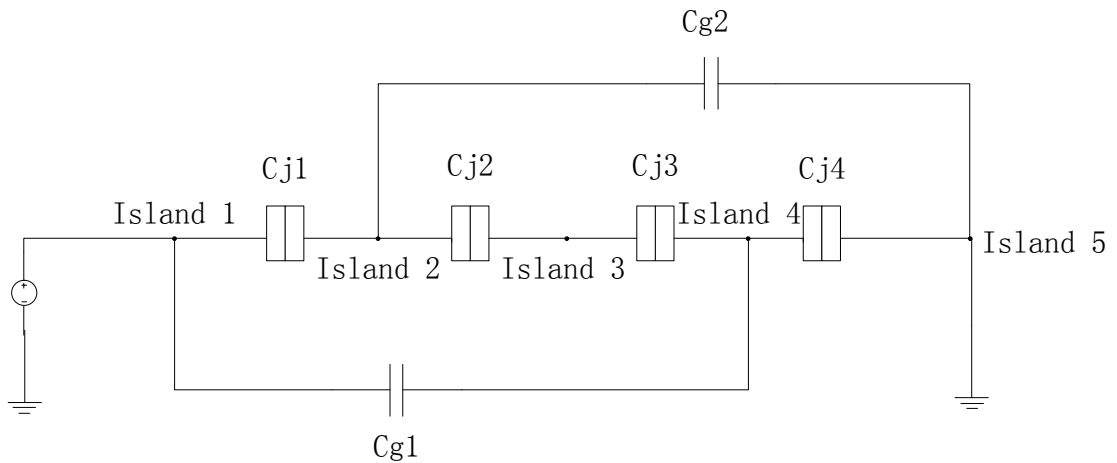 Cg2
Cj1
Cj2
Cj3
Cj4
Island 1
Island 4
Island 2
Island 3
Island 5
+
−
Cg1